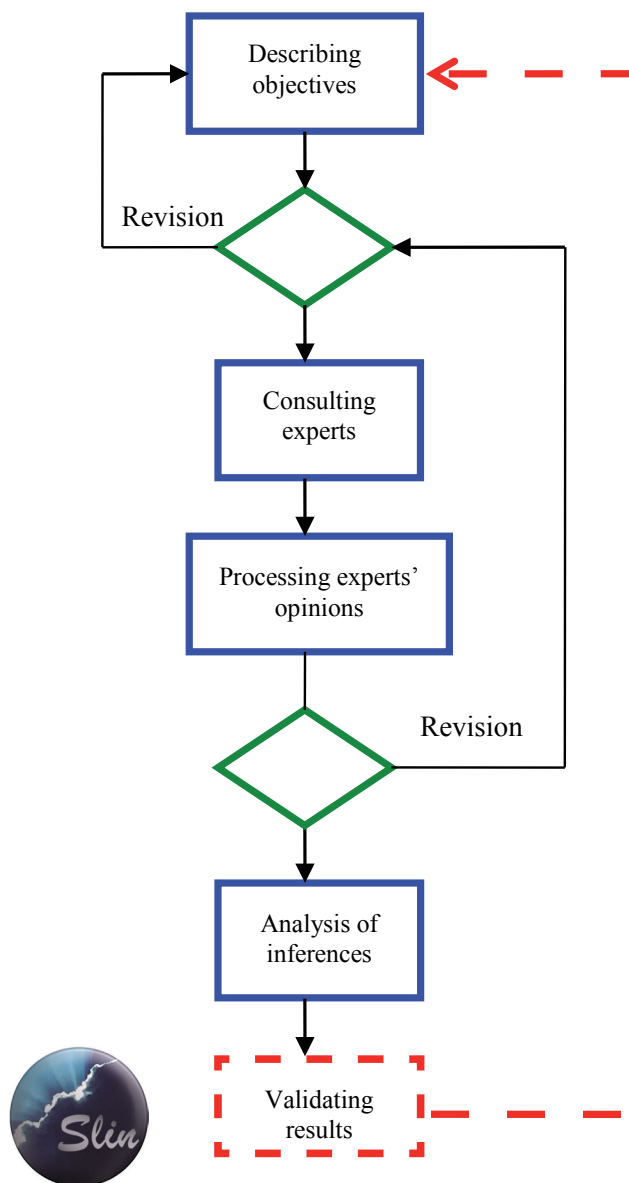 Describing
objectives
Revision
Consulting
experts
Processing experts’
opinions
Revision
Analysis of
inferences
Validating
results
Slin